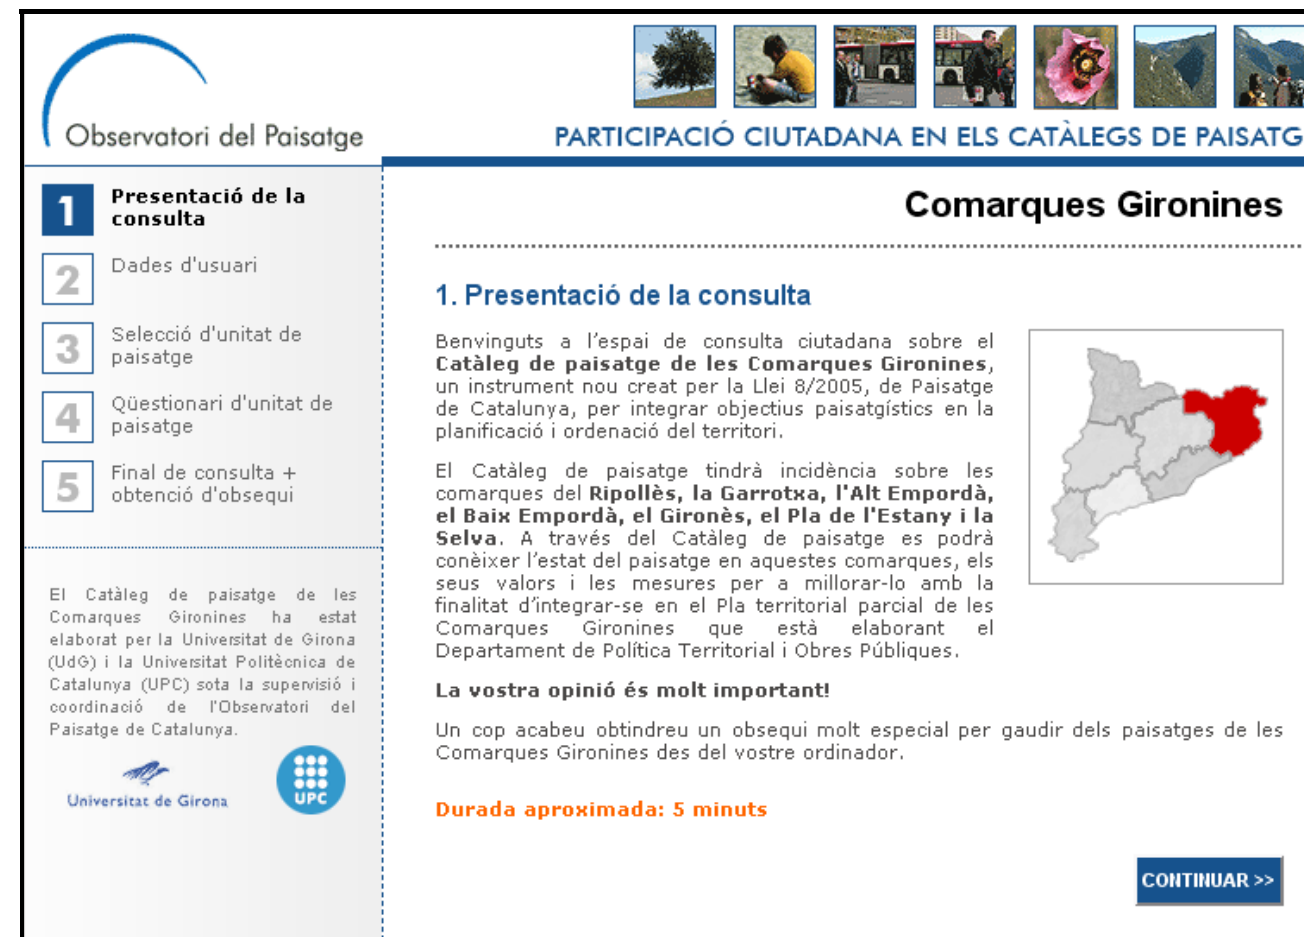 Observatori del Paisatge
PARTICIPACIÓ CIUTADANA EN ELS CATÀLEGS DE PAISATG
1
Presentació de la
consulta
2
Dades d'usuari
3
Selecció d'unitat de
paisatge
4
Qüestionari d'unitat de
paisatge
5
Final de consulta +
obtenció d'obsequi
El Catàleg de paisatge de les
Comarques Gironines ha estat
elaborat per la Universitat de Girona
(UdG) i la Universitat Politècnica de
Catalunya (UPC) sota la supervisió i
coordinació de l'Observatori del
Paisatge de Catalunya.
Universitat de Girona
UPC
Comarques Gironines
1. Presentació de la consulta
Benvinguts a l’espai de consulta ciutadana sobre el
Catàleg de paisatge de les Comarques Gironines,
un instrument nou creat per la Llei 8/2005, de Paisatge
de Catalunya, per integrar objectius paisatgístics en la
planificació i ordenació del territori.
El Catàleg de paisatge tindrà incidència sobre les
comarques del Ripollès, la Garrotxa, l'Alt Empordà,
el Baix Empordà, el Gironès, el Pla de l'Estany i la
Selva. A través del Catàleg de paisatge es podrà
conèixer l’estat del paisatge en aquestes comarques, els
seus valors i les mesures per a millorar-lo amb la
finalitat d’integrar-se en el Pla territorial parcial de les
Comarques Gironines que està elaborant el
Departament de Política Territorial i Obres Públiques.
La vostra opinió és molt important!
Un cop acabeu obtindreu un obsequi molt especial per gaudir dels paisatges de les
Comarques Gironines des del vostre ordinador.
Durada aproximada: 5 minuts
CONTINUAR >>